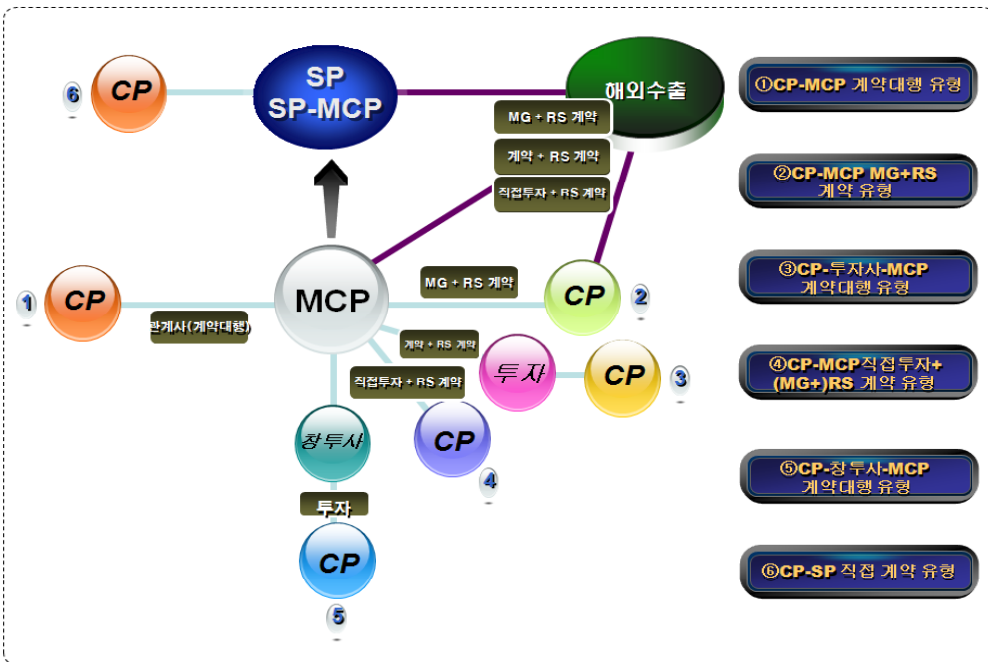 SP
SP-MCP
해외수출
CP
6
MG + RS 계약
계약 + RS 계약
직접투자 + RS 계약
MCP
1
CP
관계사(계약대행)
MG + RS 계약
CP
2
계약 + RS 계약
직접투자 + RS 계약
투자
CP
3
창투사
CP
4
투자
CP
5
①CP-MCP 계약대행 유형
②CP-MCP MG+RS
계약 유형
③CP-투자사-MCP
계약대행 유형
④CP-MCP직접투자+
(MG+)RS 계약 유형
⑤CP-창투사-MCP
계약대행 유형
⑥CP-SP 직접 계약 유형